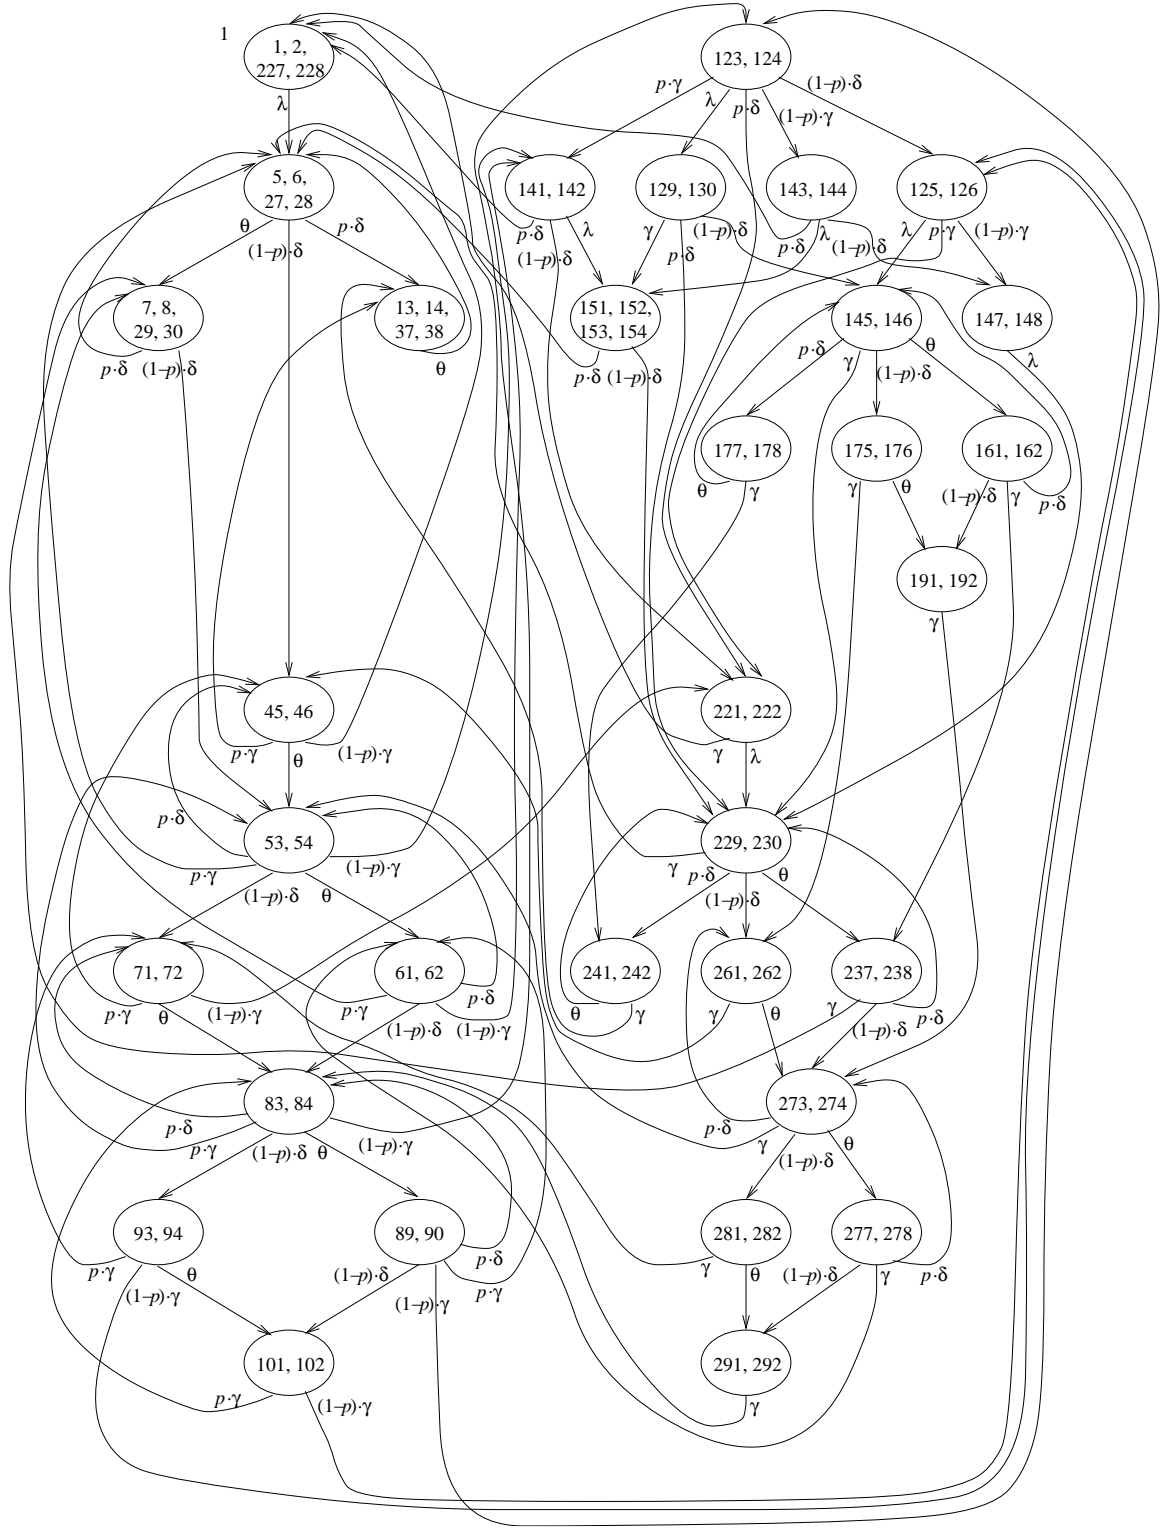 1
1, 2,
227, 228
λ
123, 124
p·γ
λ
p·δ
(1–p)·γ
(1–p)·δ
5, 6,
27, 28
θ
(1–p)·δ
p·δ
141, 142
p·δ
λ
(1–p)·δ
129, 130
γ
p·δ
(1–p)·δ
143, 144
p·δ
λ
(1–p)·δ
125, 126
λ
p·γ
(1–p)·γ
7, 8,
29, 30
p·δ
(1–p)·δ
13, 14,
37, 38
θ
151, 152,
153, 154
p·δ
(1–p)·δ
145, 146
p·δ
γ
(1–p)·δ
θ
147, 148
λ
177, 178
θ
γ
175, 176
γ
θ
161, 162
(1–p)·δ
γ
p·δ
191, 192
γ
45, 46
p·γ
θ
(1–p)·γ
221, 222
γ
λ
53, 54
p·δ
p·γ
(1–p)·δ
θ
(1–p)·γ
229, 230
γ
p·δ
(1–p)·δ
θ
71, 72
p·γ
θ
(1–p)·γ
61, 62
p·γ
(1–p)·δ
(1–p)·γ
p·δ
241, 242
θ
γ
261, 262
γ
θ
237, 238
γ
(1–p)·δ
p·δ
83, 84
p·δ
p·γ
(1–p)·δ
θ
(1–p)·γ
273, 274
p·δ
γ
(1–p)·δ
θ
93, 94
p·γ
(1–p)·γ
θ
89, 90
(1–p)·δ
(1–p)·γ
p·δ
p·γ
281, 282
γ
θ
277, 278
(1–p)·δ
γ
p·δ
101, 102
p·γ
(1–p)·γ
291, 292
γ